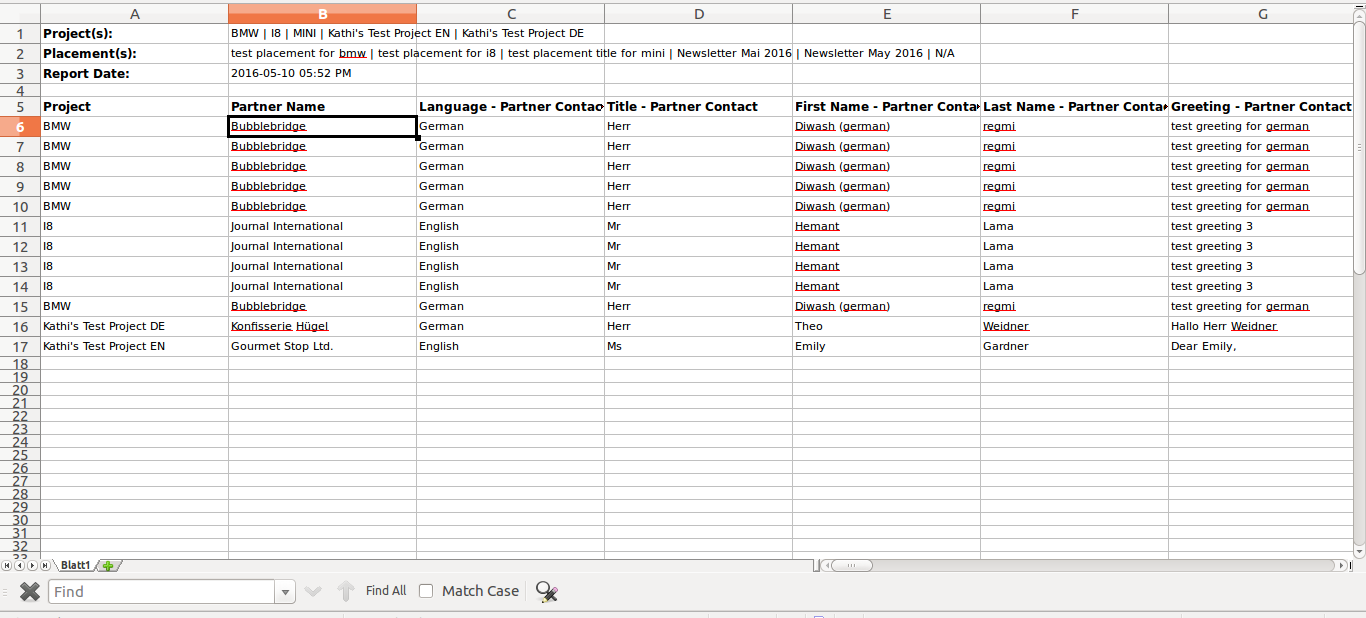 A B C D E F G
1 Project(s): BMW | I8 | MINI | Kathi's Test Project EN | Kathi's Test Project DE
2 Placement(s): test placement for bmw | test placement for i8 | test placement title for mini | Newsletter Mai 2016 | Newsletter May 2016 | N/A
3 Report Date: 2016-05-10 05:52 PM
4
5 Project Partner Name Language - Partner Contac Title - Partner Contact First Name - Partner Conta Last Name - Partner Conta Greeting - Partner Contact
6 BMW Bubblebridge German Herr Diwash (german) regmi test greeting for german
7 BMW Bubblebridge German Herr Diwash (german) regmi test greeting for german
8 BMW Bubblebridge German Herr Diwash (german) regmi test greeting for german
9 BMW Bubblebridge German Herr Diwash (german) regmi test greeting for german
10 BMW Bubblebridge German Herr Diwash (german) regmi test greeting for german
11 I8 Journal International English Mr Hemant Lama test greeting 3
12 I8 Journal International English Mr Hemant Lama test greeting 3
13 I8 Journal International English Mr Hemant Lama test greeting 3
14 I8 Journal International English Mr Hemant Lama test greeting 3
15 BMW Bubblebridge German Herr Diwash (german) regmi test greeting for german
16 Kathi's Test Project DE Konfisserie Hügel German Herr Theo Weidner Hallo Herr Weidner
17 Kathi's Test Project EN Gourmet Stop Ltd. English Ms Emily Gardner Dear Emily,
18
19
20
21
22
23
24
25
26
27
28
29
30
31
32
33
Blatt1
Find Find All Match Case